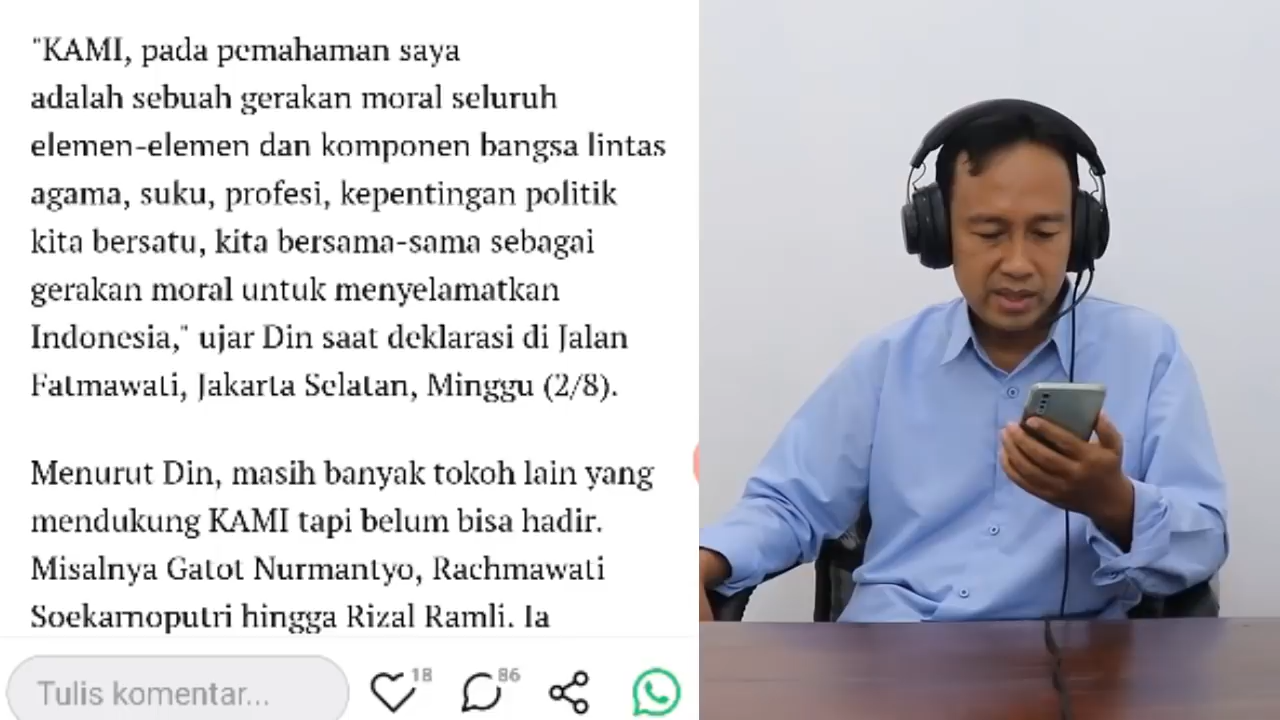 "KAMI, pada pemahaman saya
adalah sebuah gerakan moral seluruh
elemen-elemen dan komponen bangsa lintas
agama, suku, profesi, kepentingan politik
kita bersatu, kita bersama-sama sebagai
gerakan moral untuk menyelamatkan
Indonesia," ujar Din saat deklarasi di Jalan
Fatmawati, Jakarta Selatan, Minggu (2/8).
Menurut Din, masih banyak tokoh lain yang
mendukung KAMI tapi belum bisa hadir.
Misalnya Gatot Nurmantyo, Rachmawati
Soekarnoputri hingga Rizal Ramli. Ia
Tulis komentar...
18
86